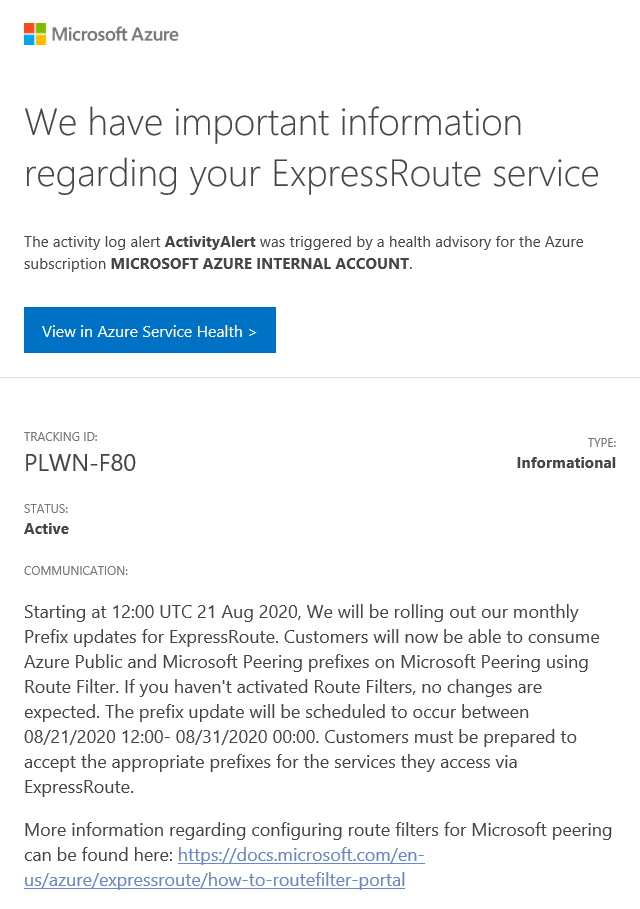 Microsoft Azure
We have important information
regarding your ExpressRoute service
The activity log alert ActivityAlert was triggered by a health advisory for the Azure
subscription MICROSOFT AZURE INTERNAL ACCOUNT.
View in Azure Service Health >
TRACKING ID:
PLWN-F80
TYPE:
Informational
STATUS:
Active
COMMUNICATION:
Starting at 12:00 UTC 21 Aug 2020, We will be rolling out our monthly
Prefix updates for ExpressRoute. Customers will now be able to consume
Azure Public and Microsoft Peering prefixes on Microsoft Peering using
Route Filter. If you haven't activated Route Filters, no changes are
expected. The prefix update will be scheduled to occur between
08/21/2020 12:00- 08/31/2020 00:00. Customers must be prepared to
accept the appropriate prefixes for the services they access via
ExpressRoute.
More information regarding configuring route filters for Microsoft peering
can be found here: https://docs.microsoft.com/en-
us/azure/expressroute/how-to-routefilter-portal